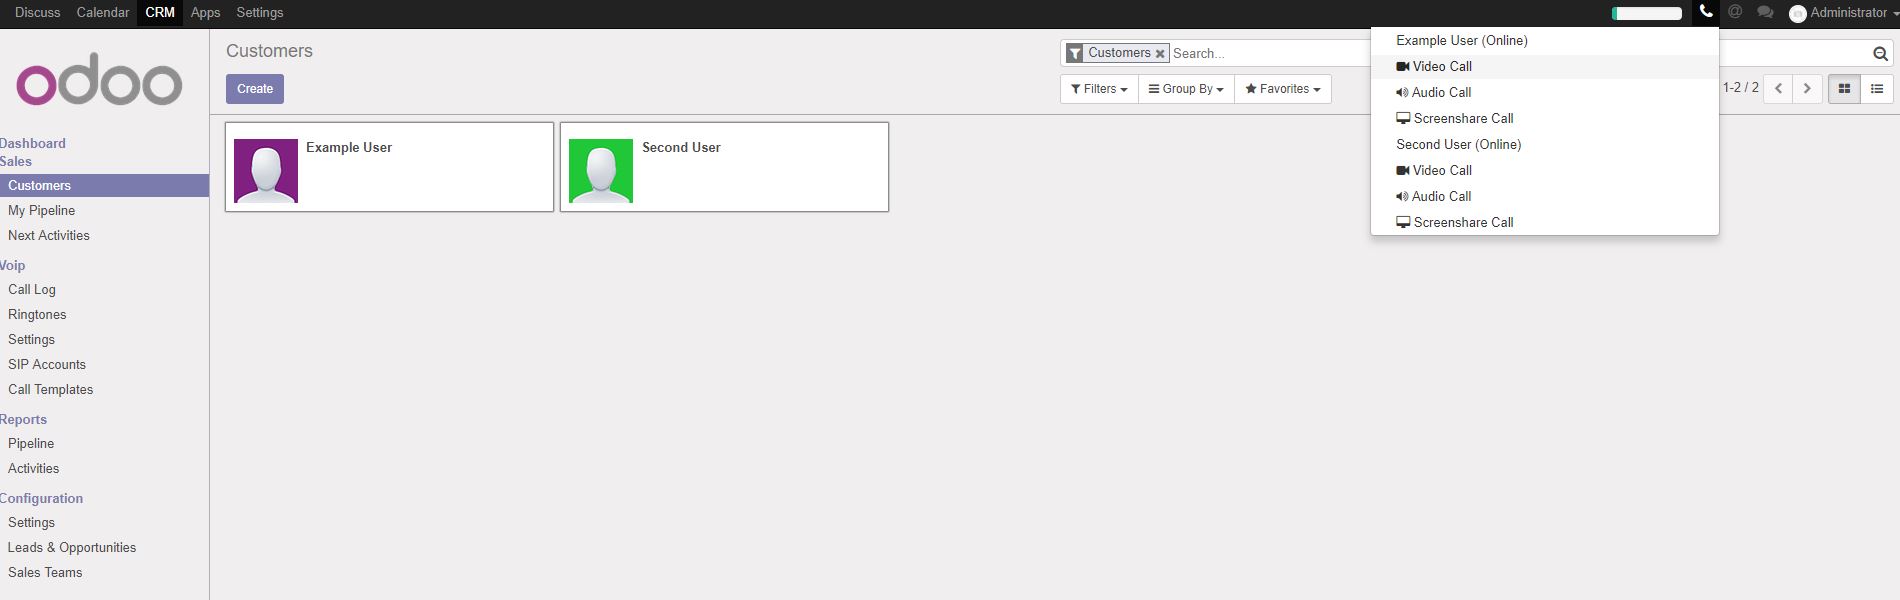 Discuss Calendar CRM Apps Settings @ Administrator
odoo
Customers
Customers Search...
Create
Filters Group By Favorites
1-2 / 2
Example User (Online)
Video Call
Audio Call
Screenshare Call
Second User (Online)
Video Call
Audio Call
Screenshare Call
Example User
Second User
Dashboard
Sales
Customers
My Pipeline
Next Activities
Voip
Call Log
Ringtones
Settings
SIP Accounts
Call Templates
Reports
Pipeline
Activities
Configuration
Settings
Leads & Opportunities
Sales Teams